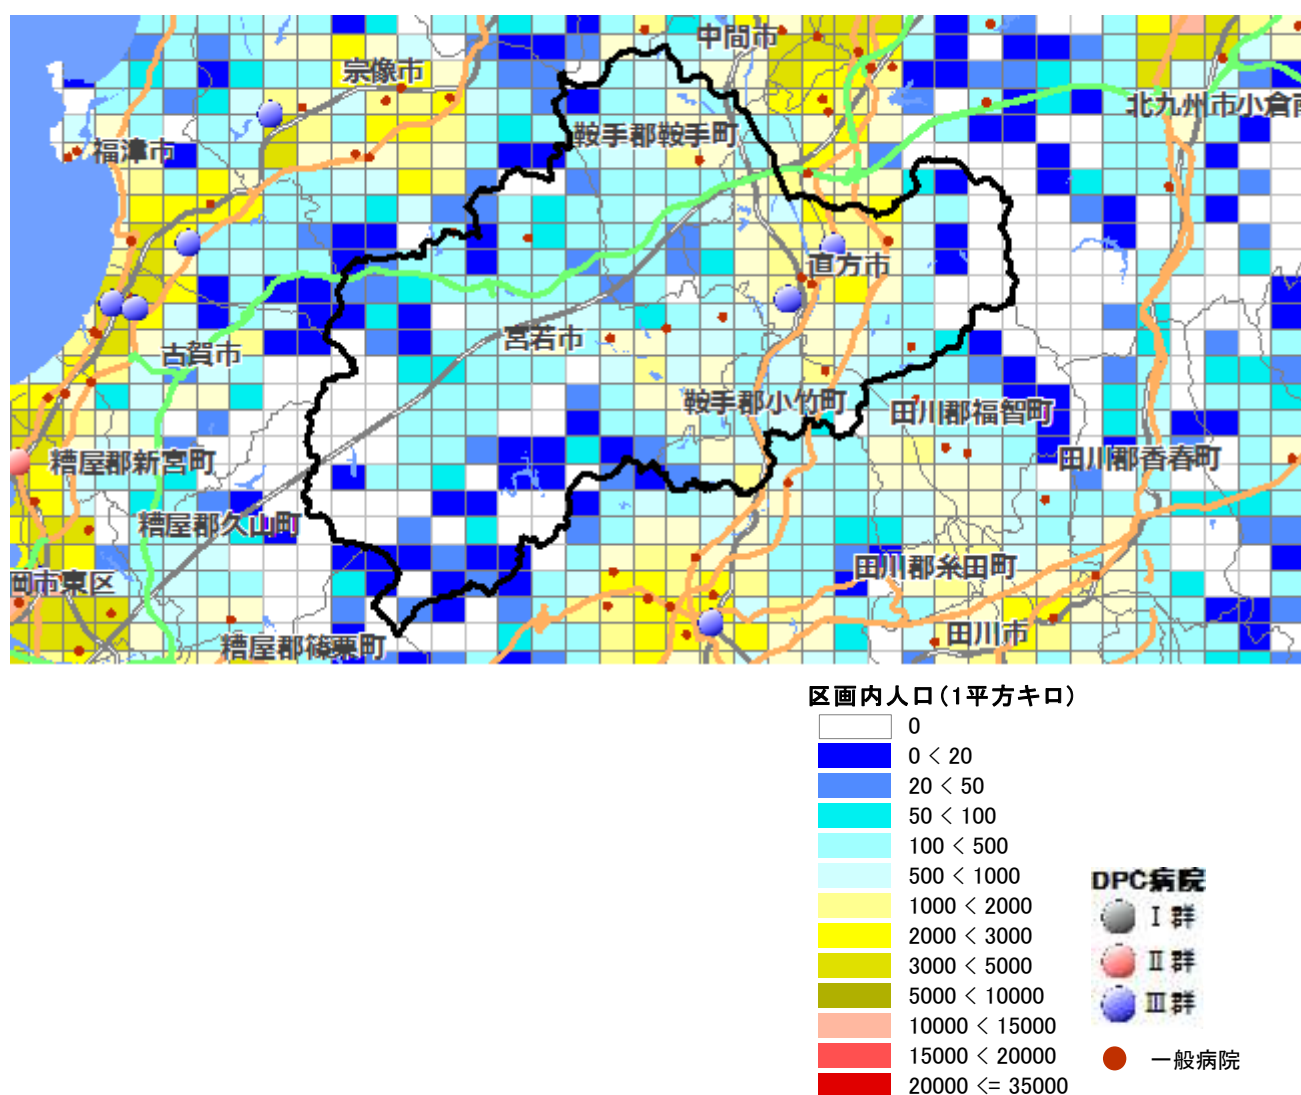 中間市
宗像市
北九州市小倉南
鞍手郡鞍手町
福津市
直方市
宮若市
古賀市
鞍手郡小竹町
田川郡福智町
糟屋郡新宮町
田川郡香春町
糟屋郡久山町
田川郡糸田町
岡市東区
田川市
糟屋郡篠栗町
区画内人口(1平方キロ)
0
0 < 20
20 < 50
50 < 100
100 < 500
500 < 1000
1000 < 2000
2000 < 3000
3000 < 5000
5000 < 10000
10000 < 15000
15000 < 20000
20000 <= 35000
DPC病院
Ⅰ群
Ⅱ群
Ⅲ群
一般病院